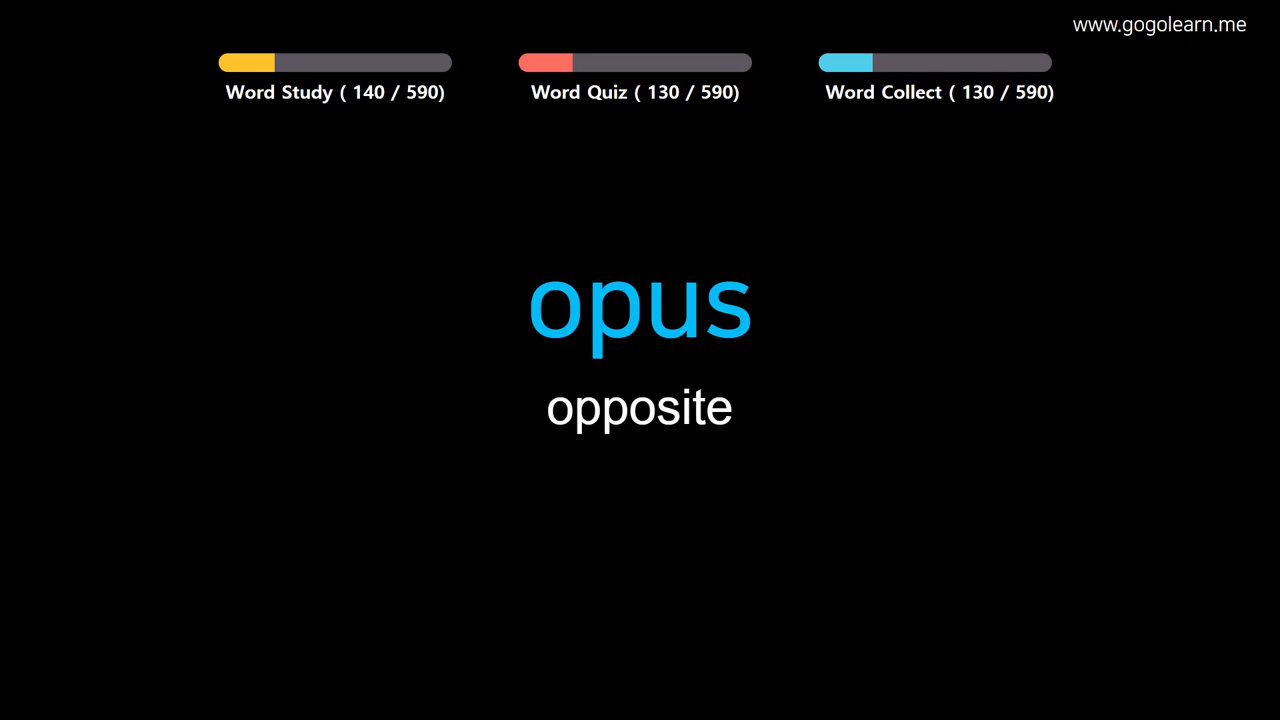 www.gogolearn.me
Word Study ( 140 / 590)
Word Quiz ( 130 / 590)
Word Collect ( 130 / 590)
opus
opposite